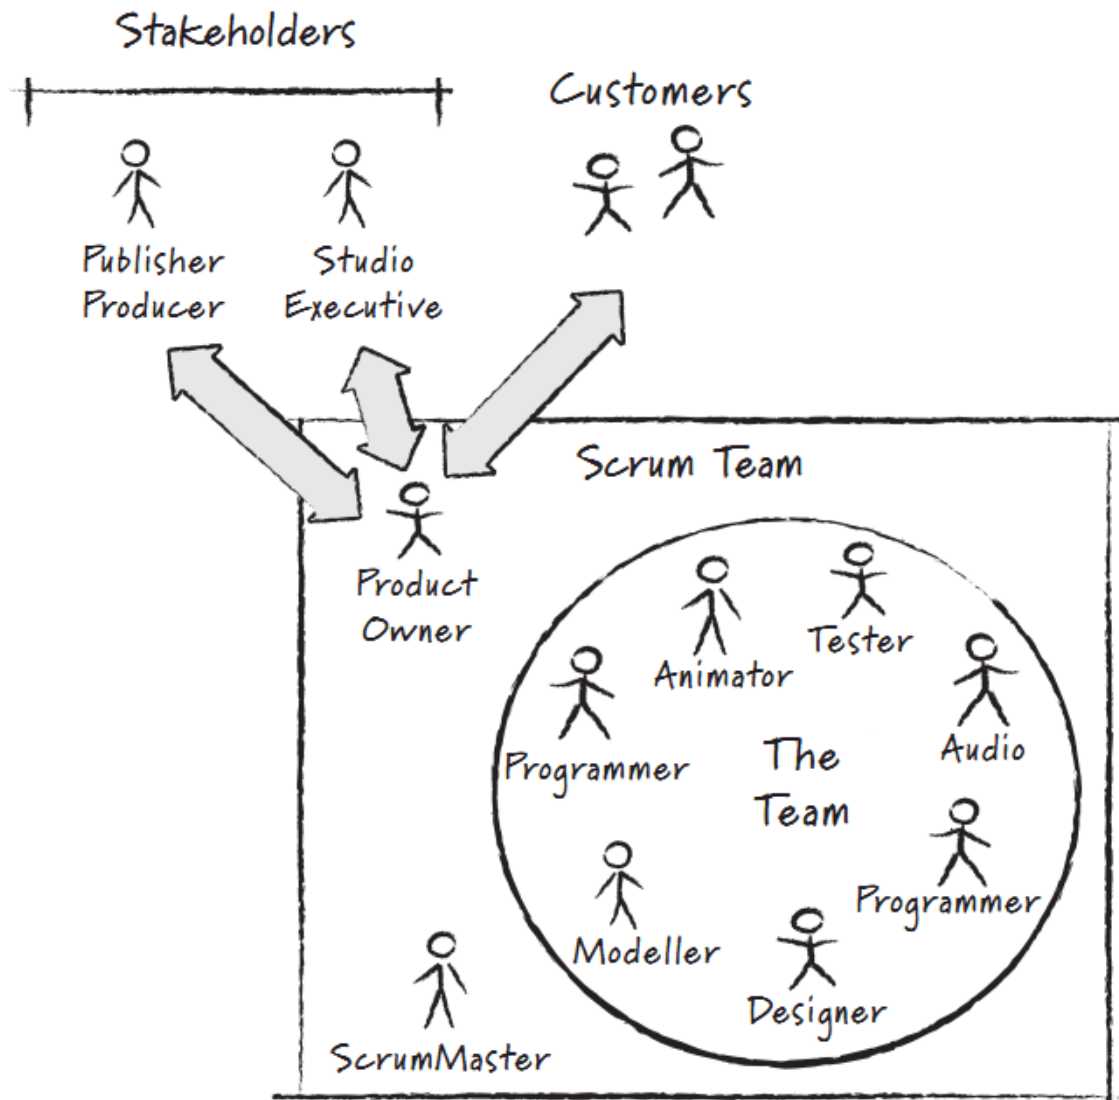 Stakeholders
Customers
Publisher
Producer
Studio
Executive
Scrum Team
Product
Owner
Animator
Tester
Programmer
Audio
The
Team
Modeller
Programmer
Designer
ScrumMaster